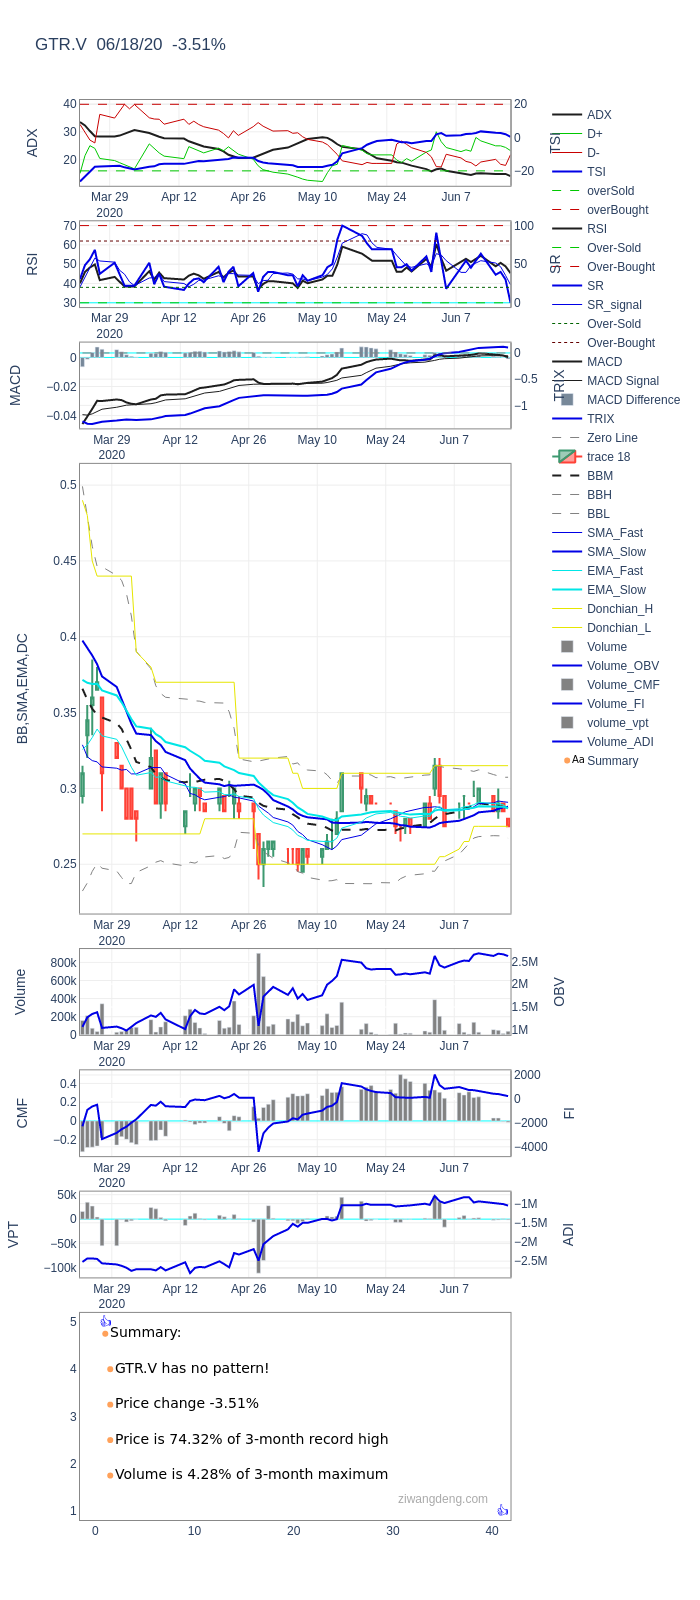 GTR.V 06/18/20 -3.51%
ADX
40
30
20
20
0
−20
TSI
Mar 29
Apr 12
Apr 26
May 10
May 24
Jun 7
2020
RSI
70
60
50
40
30
100
50
0
SR
Mar 29
Apr 12
Apr 26
May 10
May 24
Jun 7
2020
MACD
0
−0.02
−0.04
0
−0.5
−1
TRIX
Mar 29
Apr 12
Apr 26
May 10
May 24
Jun 7
2020
BB,SMA,EMA,DC
0.5
0.45
0.4
0.35
0.3
0.25
Mar 29
Apr 12
Apr 26
May 10
May 24
Jun 7
2020
Volume
800k
600k
400k
200k
0
2.5M
2M
1.5M
1M
OBV
Mar 29
Apr 12
Apr 26
May 10
May 24
Jun 7
2020
CMF
0.4
0.2
0
−0.2
2000
0
−2000
−4000
FI
Mar 29
Apr 12
Apr 26
May 10
May 24
Jun 7
2020
VPT
50k
0
−50k
−100k
−1M
−1.5M
−2M
−2.5M
ADI
Mar 29
Apr 12
Apr 26
May 10
May 24
Jun 7
2020
5
4
3
2
1
Summary:
GTR.V has no pattern!
Price change -3.51%
Price is 74.32% of 3-month record high
Volume is 4.28% of 3-month maximum
ziwangdeng.com
0
10
20
30
40
ADX
D+
D-
TSI
overSold
overBought
RSI
Over-Sold
Over-Bought
SR
SR_signal
Over-Sold
Over-Bought
MACD
MACD Signal
MACD Difference
TRIX
Zero Line
trace 18
BBM
BBH
BBL
SMA_Fast
SMA_Slow
EMA_Fast
EMA_Slow
Donchian_H
Donchian_L
Volume
Volume_OBV
Volume_CMF
Volume_FI
volume_vpt
Volume_ADI
Aa Summary